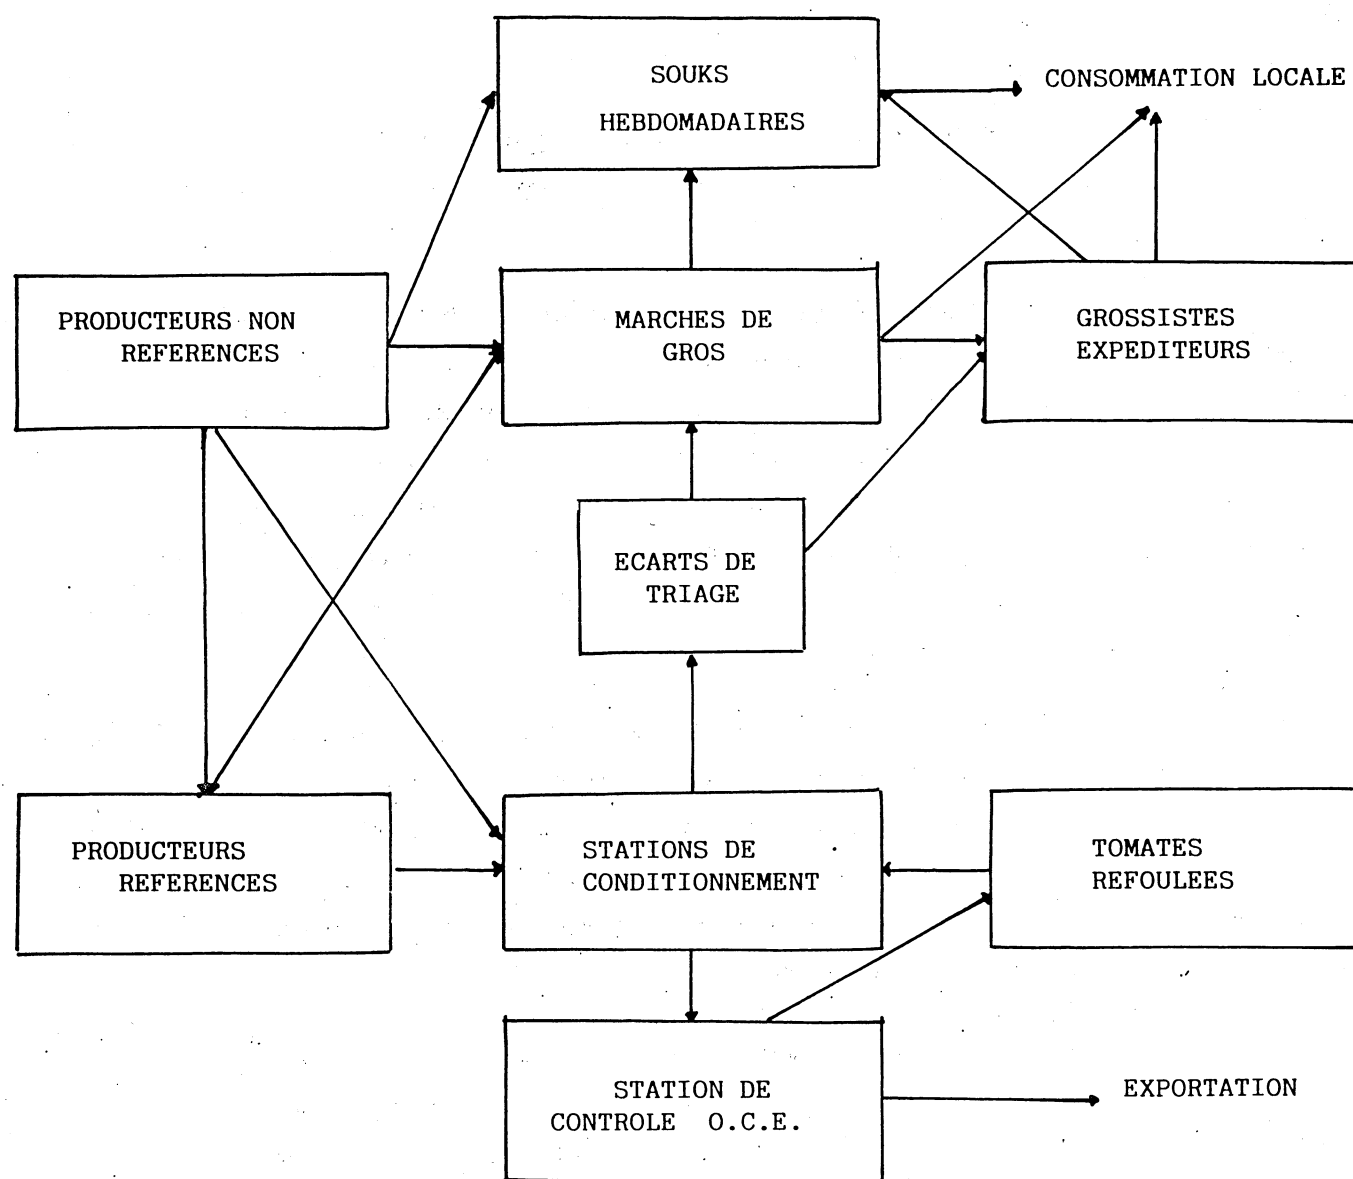 SOUKS
HEBDOMADAIRES
CONSOMMATION LOCALE
PRODUCTEURS NON
REFERENCES
MARCHES DE
GROS
GROSSISTES
EXPEDITEURS
ECARTS DE
TRIAGE
PRODUCTEURS
REFERENCES
STATIONS DE
CONDITIONNEMENT
TOMATES
REFOULEES
STATION DE
CONTROLE O.C.E.
EXPORTATION